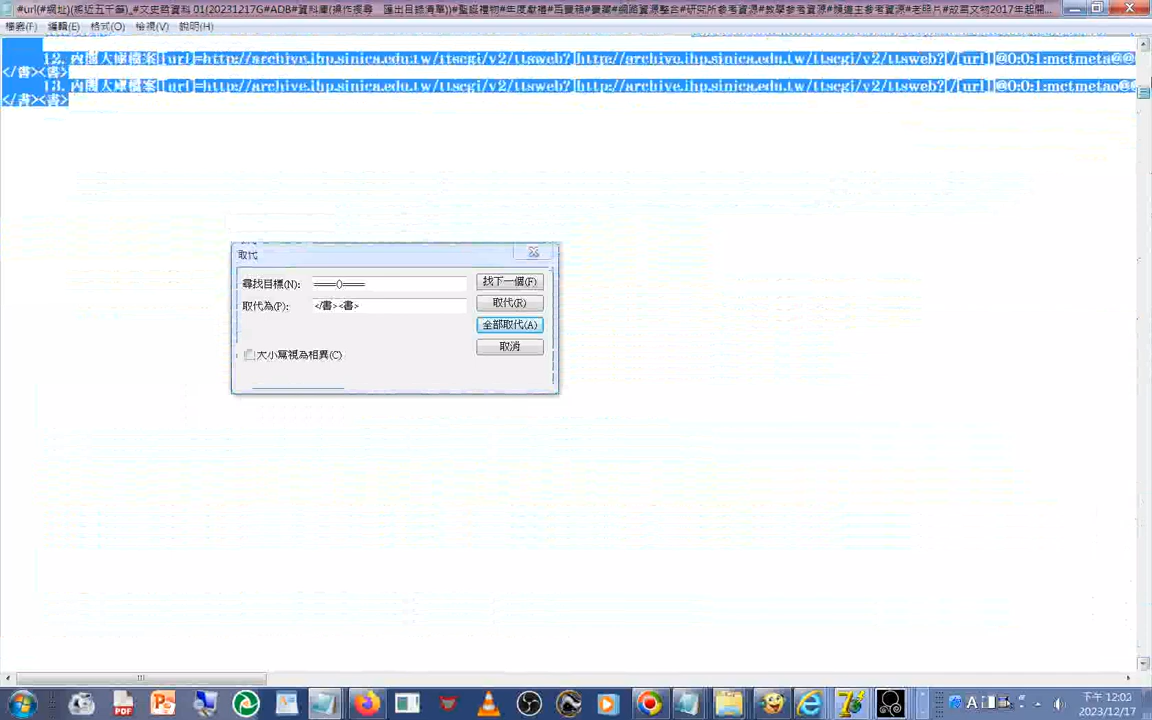 #url(#網址)(將近五千筆)_#文史哲資料 01(20231217G#ADB#資料庫(操作搜尋 匯出目錄清單))#聖誕禮物#年度獻禮#百寶箱#寶藏#網路資源整合#研究所參考資源#教學參考資源#頻道主參考資源#老照片#故宮文物2017年起開...
檔案(F) 編輯(E) 格式(O) 檢視(V) 說明(H)
12. 內閣大庫檔案[[url]=http://archive.ihp.sinica.edu.tw/ttscgi/v2/ttsweb?]http://archive.ihp.sinica.edu.tw/ttscgi/v2/ttsweb?[/[url]]@0:0:1:mctmeta@@
</書><書>
13. 內閣大庫檔案[[url]=http://archive.ihp.sinica.edu.tw/ttscgi/v2/ttsweb?]http://archive.ihp.sinica.edu.tw/ttscgi/v2/ttsweb?[/[url]]@0:0:1:mctmetao@@
</書><書>
取代
尋找目標(N): ====()==== 找下一個(F)
取代為(P): </書><書> 取代(R)
全部取代(A)
取消
大小寫視為相異(C)
下午 12:03
2023/12/17